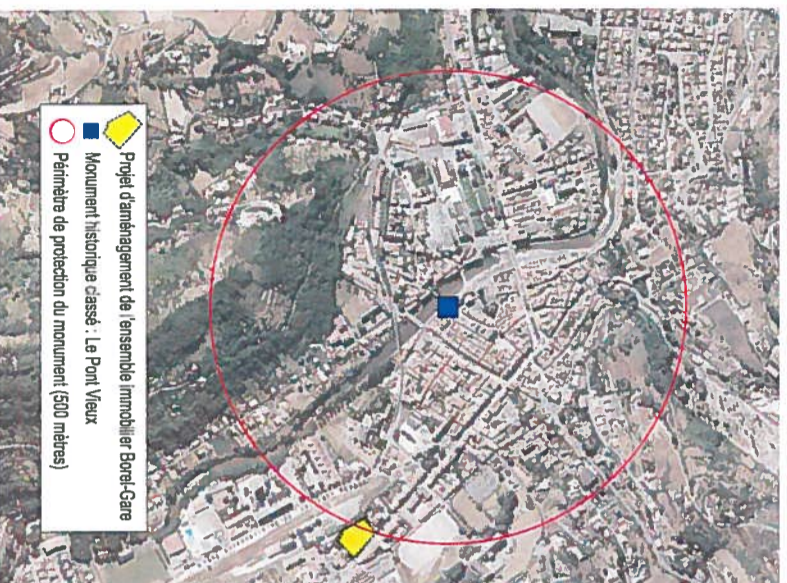 Projet d'aménagement de l'ensemble immobilier Borel-Gare
Monument historique classé : Le Pont Vieux
Périmètre de protection du monument (500 mètres)